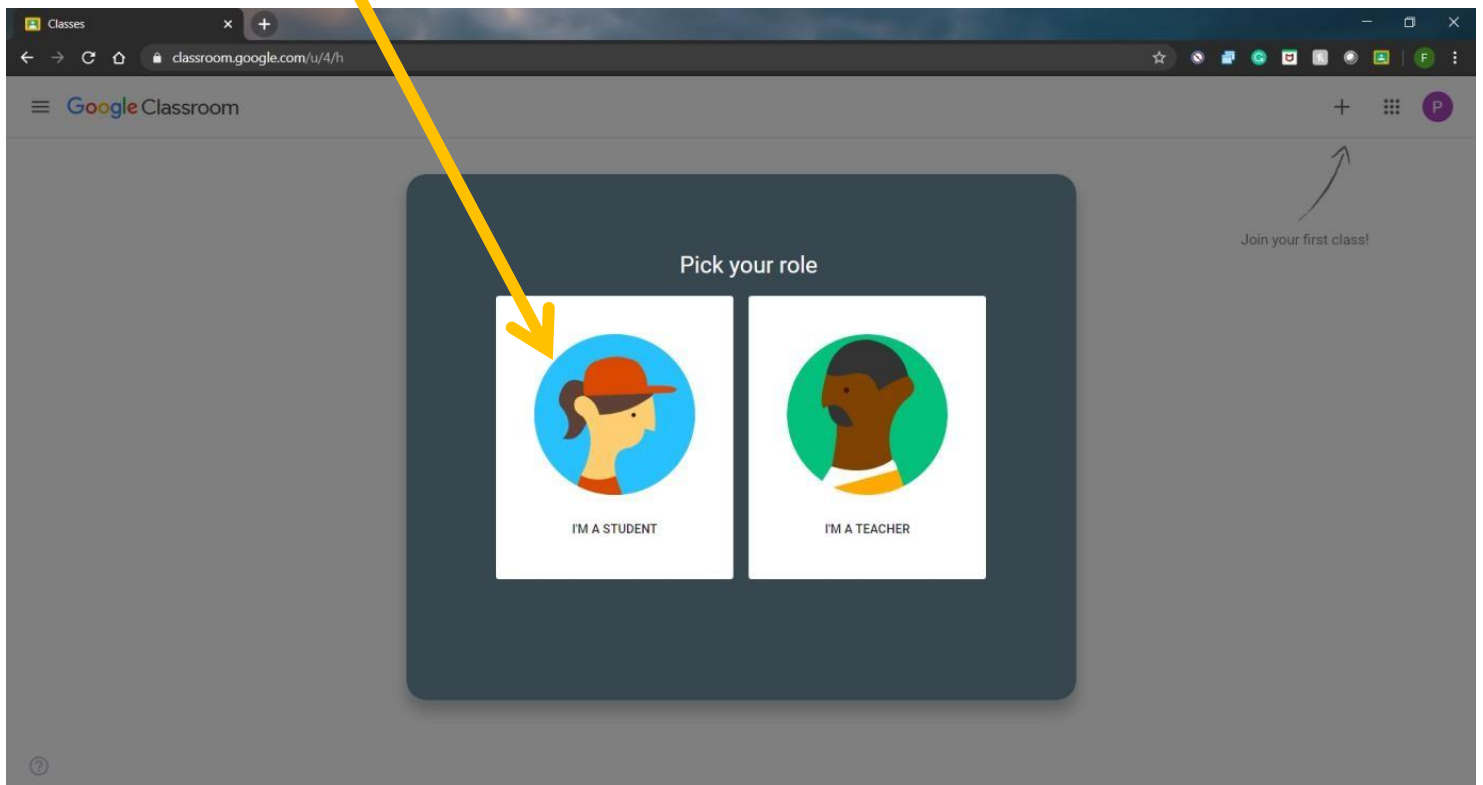 Classes
classroom.google.com/u/4/h
F
Google Classroom
P
Join your first class!
Pick your role
I'M A STUDENT
I'M A TEACHER